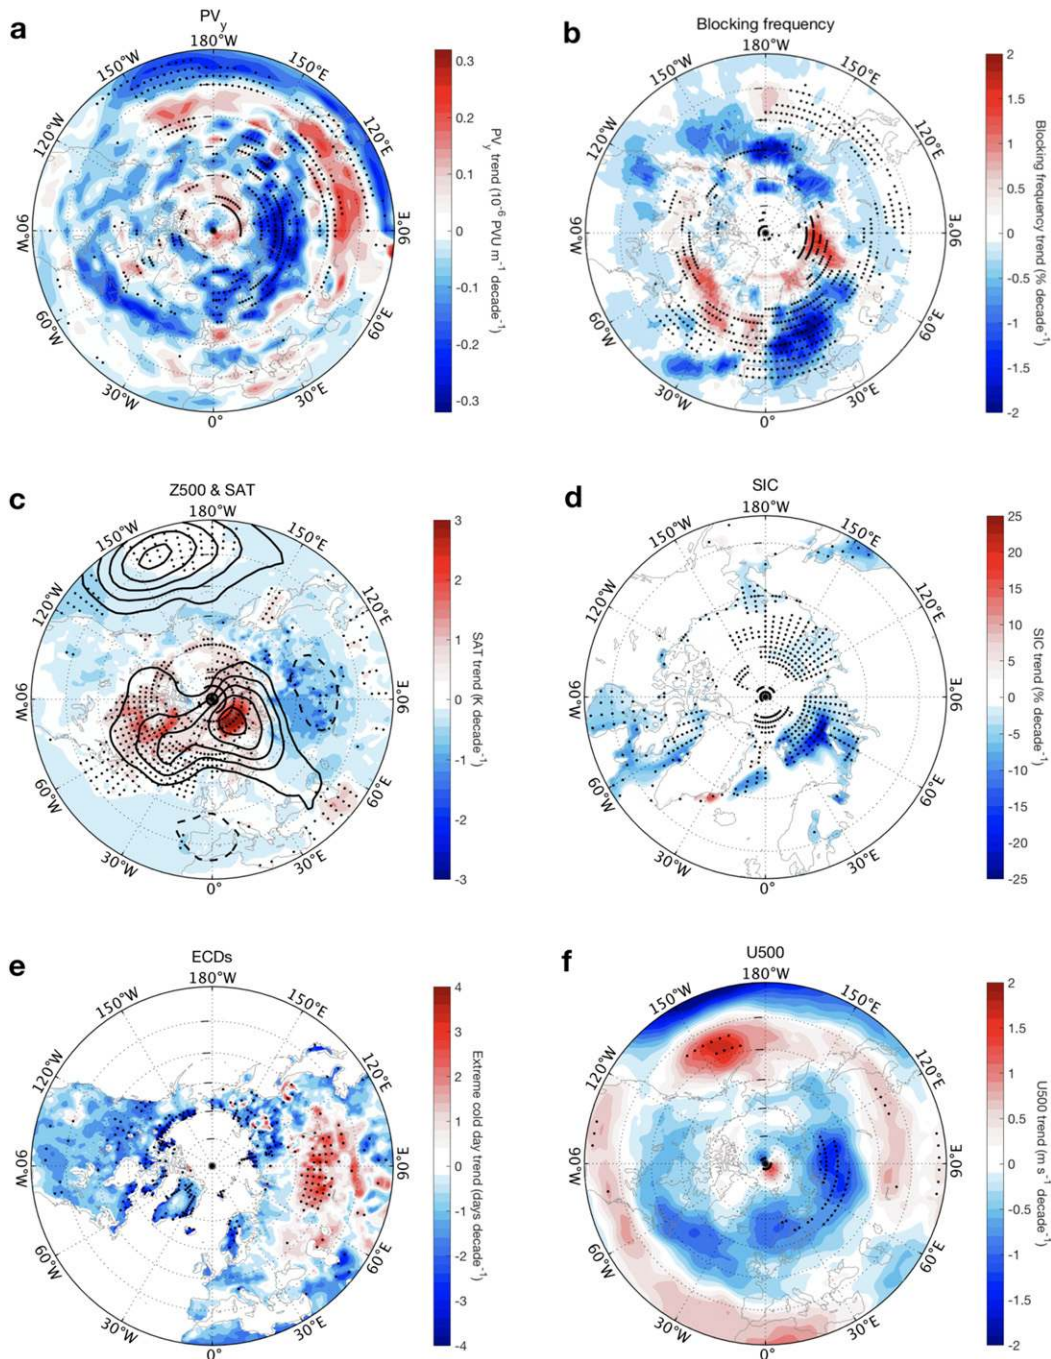 a
PVy
180°W
150°W
150°E
120°W
120°E
90°W
90°E
60°W
60°E
30°W
30°E
0°
0.3
0.2
0.1
0
-0.1
-0.2
-0.3
PVy trend (10⁻⁶ PVU m⁻¹ decade⁻¹)
b
Blocking frequency
180°W
150°W
150°E
120°W
120°E
90°W
90°E
60°W
60°E
30°W
30°E
0°
2
1.5
1
0.5
0
-0.5
-1
-1.5
-2
Blocking frequency trend (% decade⁻¹)
c
Z500 & SAT
180°W
150°W
150°E
120°W
120°E
90°W
90°E
60°W
60°E
30°W
30°E
0°
3
2
1
0
-1
-2
-3
SAT trend (K decade⁻¹)
d
SIC
180°W
150°W
150°E
120°W
120°E
90°W
90°E
60°W
60°E
30°W
30°E
0°
25
20
15
10
5
0
-5
-10
-15
-20
-25
SIC trend (% decade⁻¹)
e
ECDs
180°W
150°W
150°E
120°W
120°E
90°W
90°E
60°W
60°E
30°W
30°E
0°
4
3
2
1
0
-1
-2
-3
-4
Extreme cold day trend (days decade⁻¹)
f
U500
180°W
150°W
150°E
120°W
120°E
90°W
90°E
60°W
60°E
30°W
30°E
0°
2
1.5
1
0.5
0
-0.5
-1
-1.5
-2
U500 trend (m s⁻¹ decade⁻¹)